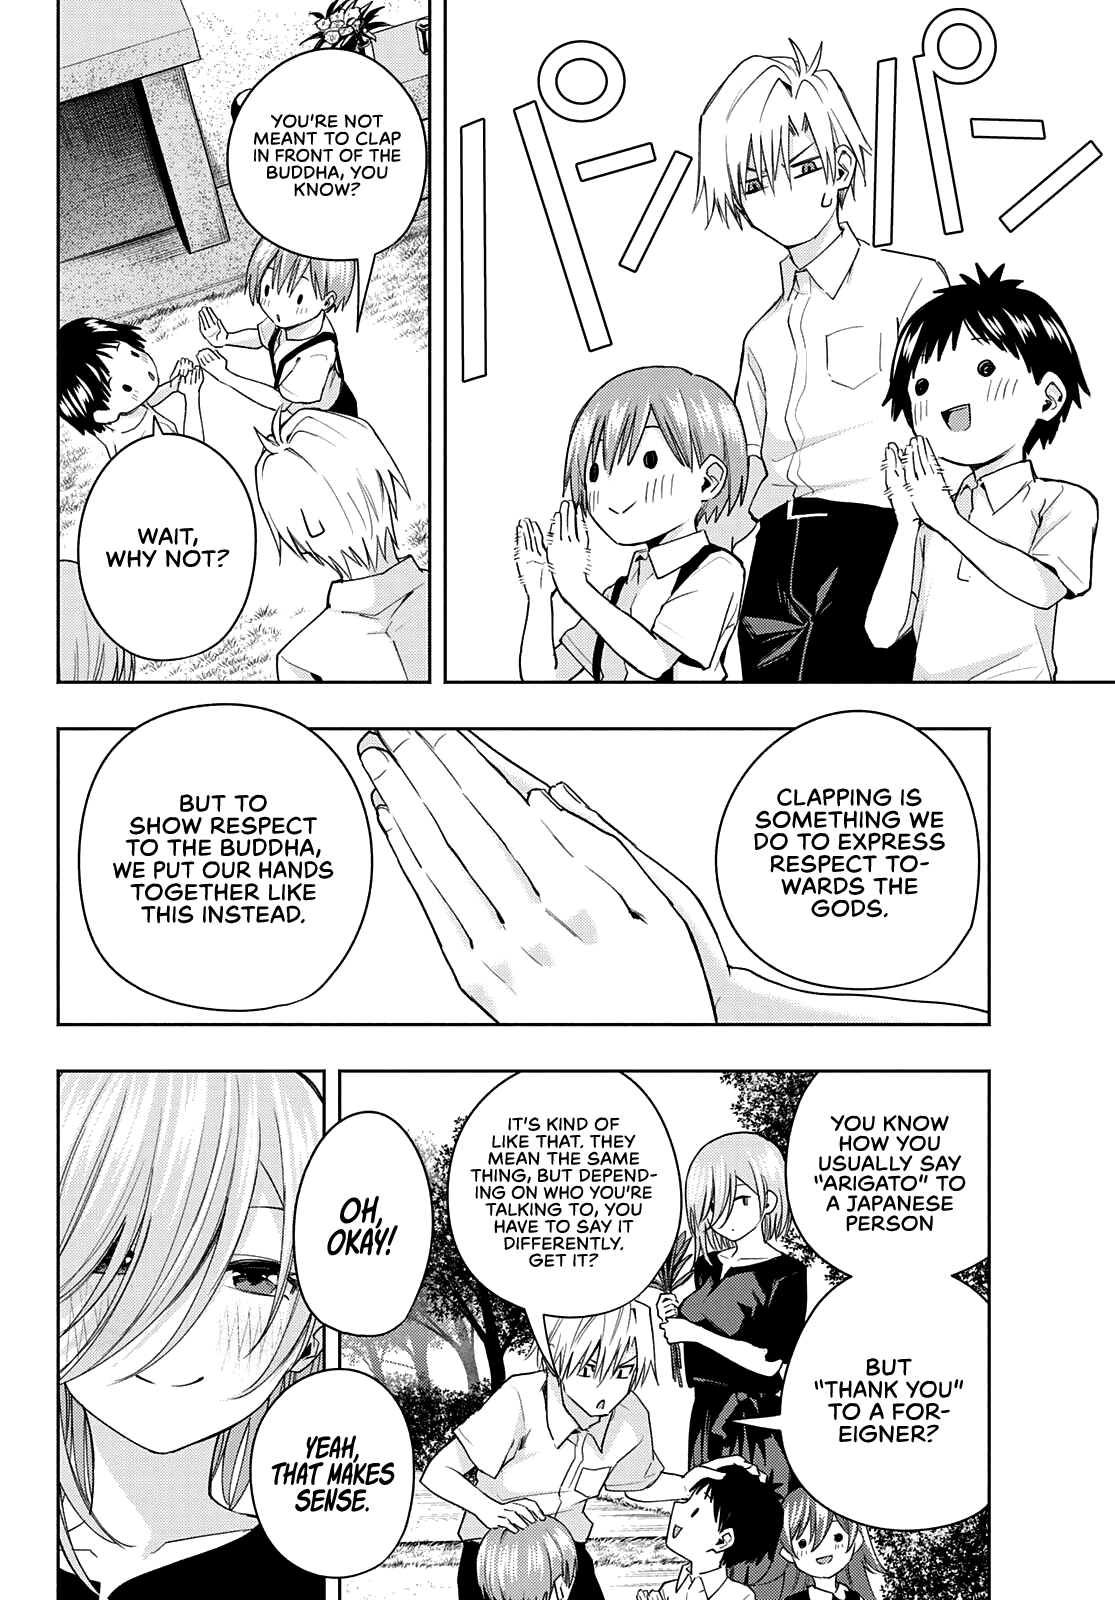 パン
パン
YOU'RE NOT
MEANT TO CLAP
IN FRONT OF THE
BUDDHA, YOU
KNOW?
WAIT,
WHY NOT?
CLAPPING IS
SOMETHING WE
DO TO EXPRESS
RESPECT TO-
WARDS THE
GODS.
BUT TO
SHOW RESPECT
TO THE BUDDHA,
WE PUT OUR HANDS
TOGETHER LIKE
THIS INSTEAD.
YOU KNOW
HOW YOU
USUALLY SAY
"ARIGATO" TO
A JAPANESE
PERSON
BUT
"THANK YOU"
TO A FOR-
EIGNER?
IT'S KIND OF
LIKE THAT. THEY
MEAN THE SAME
THING, BUT DEPEND-
ING ON WHO YOU'RE
TALKING TO, YOU
HAVE TO SAY IT
DIFFERENTLY.
GET IT?
OH,
OKAY!
YEAH,
THAT MAKES
SENSE.